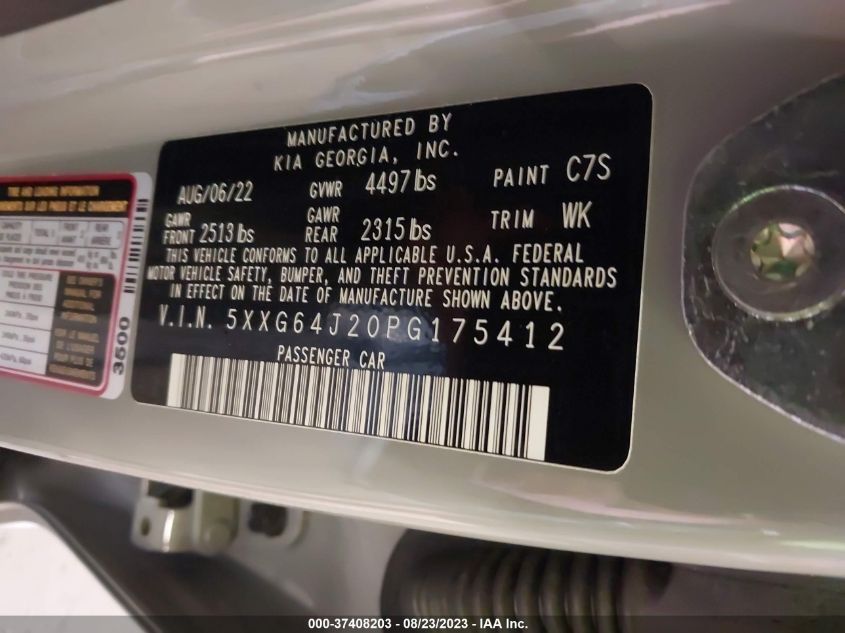 MANUFACTURED BY
KIA GEORGIA, INC.
AUG/06/22 GVWR 4497 lbs PAINT C7S
GAWR FRONT 2513 lbs GAWR REAR 2315 lbs TRIM WK
THIS VEHICLE CONFORMS TO ALL APPLICABLE U.S.A. FEDERAL
MOTOR VEHICLE SAFETY, BUMPER, AND THEFT PREVENTION STANDARDS
IN EFFECT ON THE DATE OF MANUFACTURE SHOWN ABOVE.
V.I.N. 5XXG64J20PG175412
PASSENGER CAR
3500
000-37408203 - 08/23/2023 - IAA Inc.